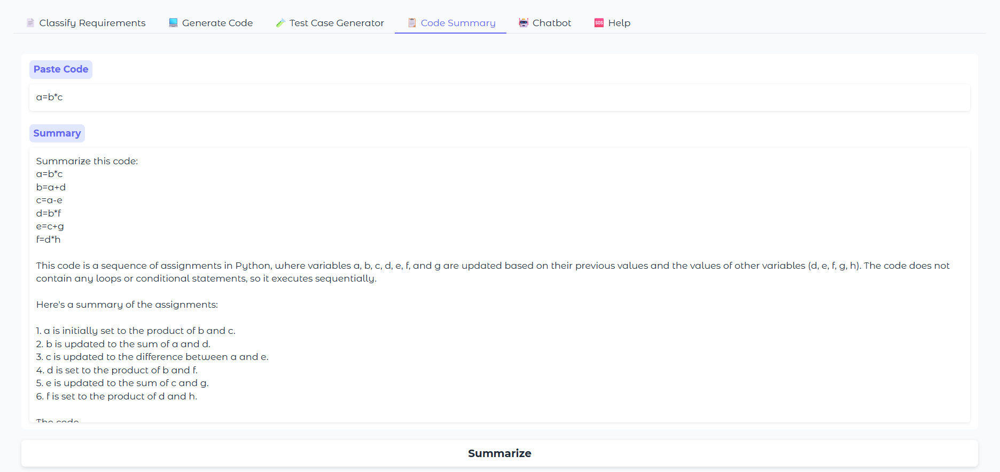 Classify Requirements
Generate Code
Test Case Generator
Code Summary
Chatbot
SOS Help
Paste Code
a=b*c
Summary
Summarize this code:
a=b*c
b=a+d
c=a-e
d=b*f
e=c+g
f=d*h
This code is a sequence of assignments in Python, where variables a, b, c, d, e, f, and g are updated based on their previous values and the values of other variables (d, e, f, g, h). The code does not
contain any loops or conditional statements, so it executes sequentially.
Here's a summary of the assignments:
1. a is initially set to the product of b and c.
2. b is updated to the sum of a and d.
3. c is updated to the difference between a and e.
4. d is set to the product of b and f.
5. e is updated to the sum of c and g.
6. f is set to the product of d and h.
The code
Summarize